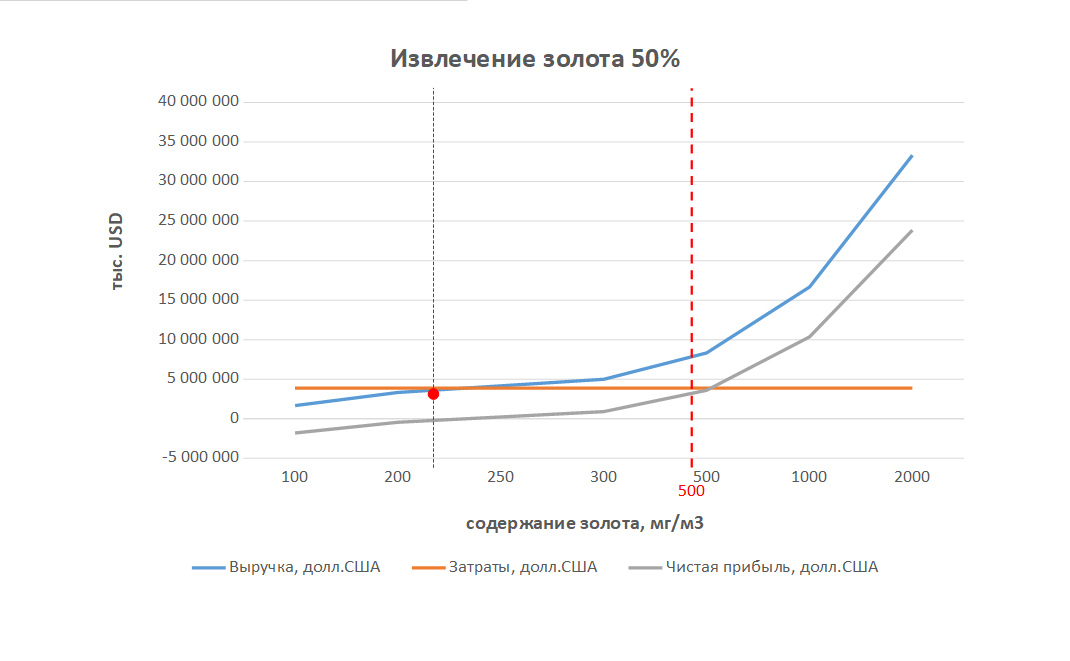 Извлечение золота 50%
40 000 000
35 000 000
30 000 000
25 000 000
20 000 000
15 000 000
10 000 000
5 000 000
0
-5 000 000
тыс. USD
100 200 250 300 500 1000 2000
500
содержание золота, мг/м3
Выручка, долл.США Затраты, долл.США Чистая прибыль, долл.США